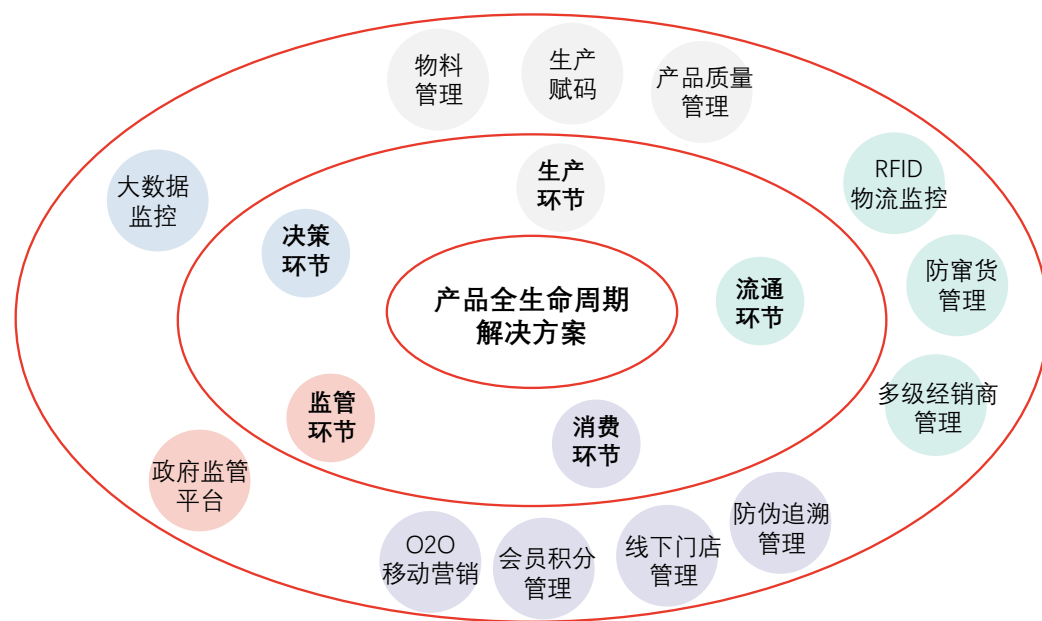 物料
管理
生产
赋码
产品质量
管理
大数据
监控
生产
环节
RFID
物流监控
决策
环节
防窜货
管理
产品全生命周期
解决方案
流通
环节
监管
环节
消费
环节
多级经销商
管理
政府监管
平台
O2O
移动营销
会员积分
管理
线下门店
管理
防伪追溯
管理